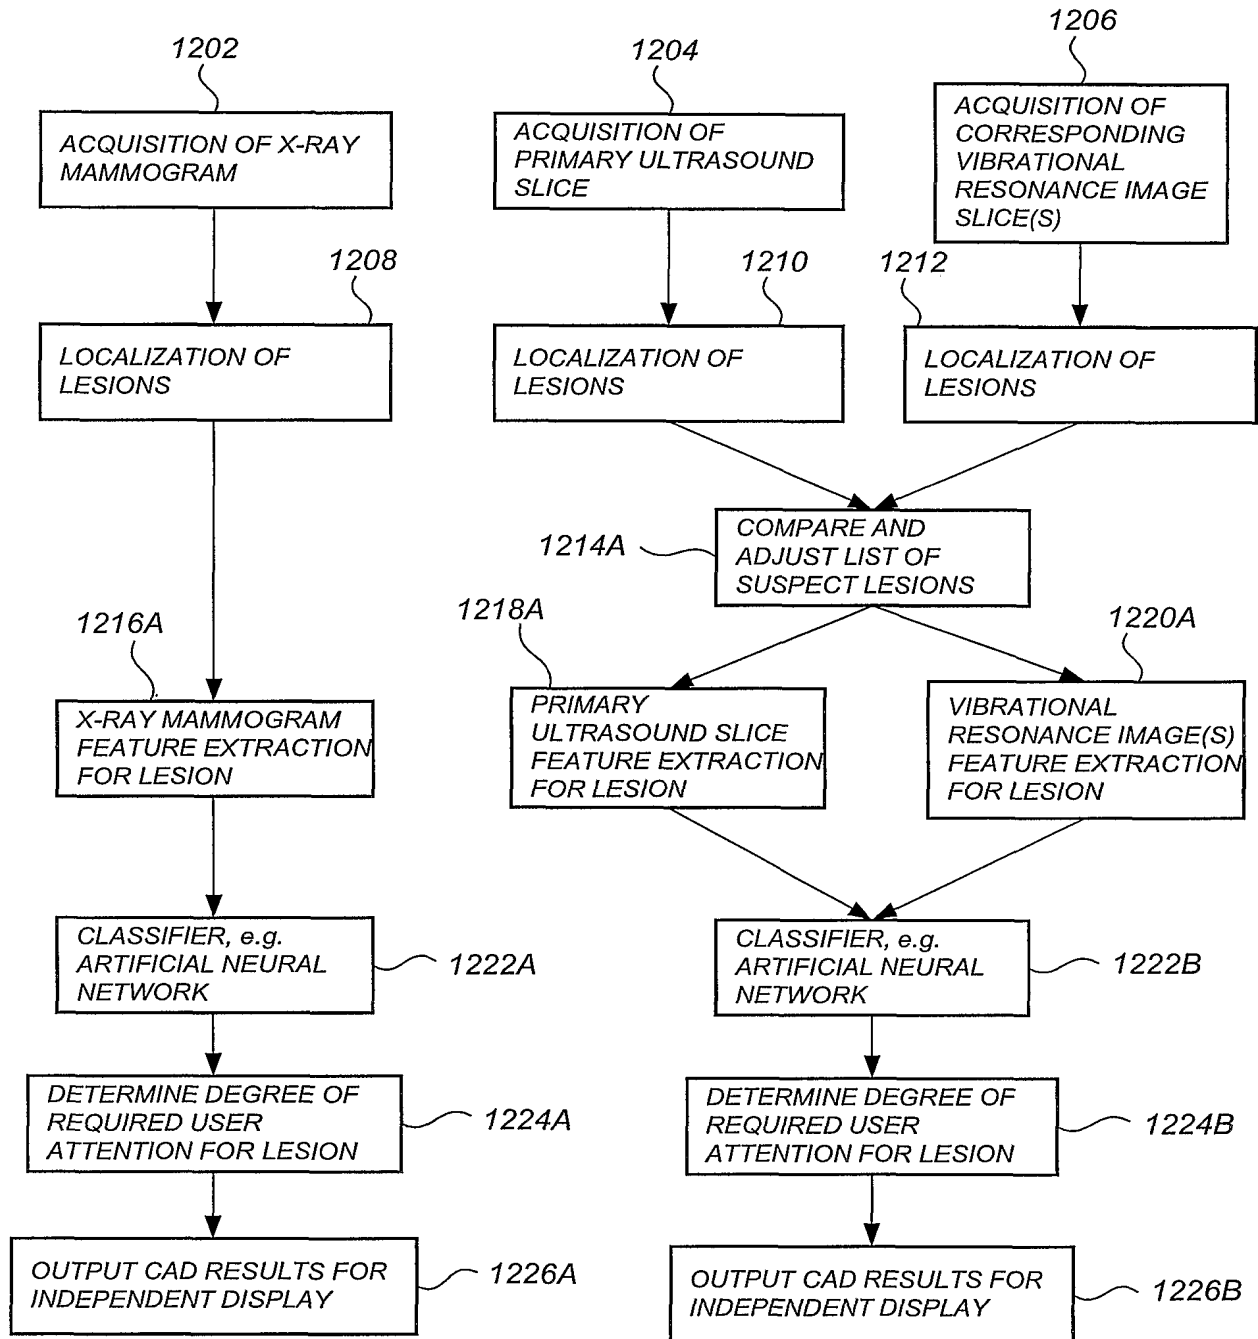 1202
1204
1206
ACQUISITION OF X-RAY
MAMMOGRAM
ACQUISITION OF
PRIMARY ULTRASOUND
SLICE
ACQUISITION OF
CORRESPONDING
VIBRATIONAL
RESONANCE IMAGE
SLICE(S)
1208
1210
1212
LOCALIZATION OF
LESIONS
LOCALIZATION OF
LESIONS
LOCALIZATION OF
LESIONS
1214A
COMPARE AND
ADJUST LIST OF
SUSPECT LESIONS
1216A
1218A
1220A
X-RAY MAMMOGRAM
FEATURE EXTRACTION
FOR LESION
PRIMARY
ULTRASOUND SLICE
FEATURE EXTRACTION
FOR LESION
VIBRATIONAL
RESONANCE IMAGE(S)
FEATURE EXTRACTION
FOR LESION
CLASSIFIER, e.g.
ARTIFICIAL NEURAL
NETWORK
1222A
CLASSIFIER, e.g.
ARTIFICIAL NEURAL
NETWORK
1222B
DETERMINE DEGREE OF
REQUIRED USER
ATTENTION FOR LESION
1224A
DETERMINE DEGREE OF
REQUIRED USER
ATTENTION FOR LESION
1224B
OUTPUT CAD RESULTS FOR
INDEPENDENT DISPLAY
1226A
OUTPUT CAD RESULTS FOR
INDEPENDENT DISPLAY
1226B